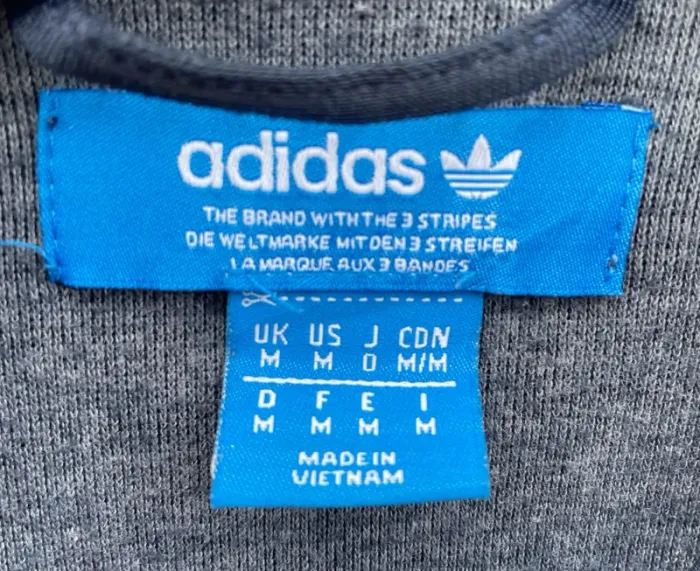 adidas
THE BRAND WITH THE 3 STRIPES
DIE WELTMARKE MIT DEN 3 STREIFEN
LA MARQUE AUX 3 BANDES
UK US J CDN
M M O M/M
D F E I
M M M M
MADE IN
VIETNAM